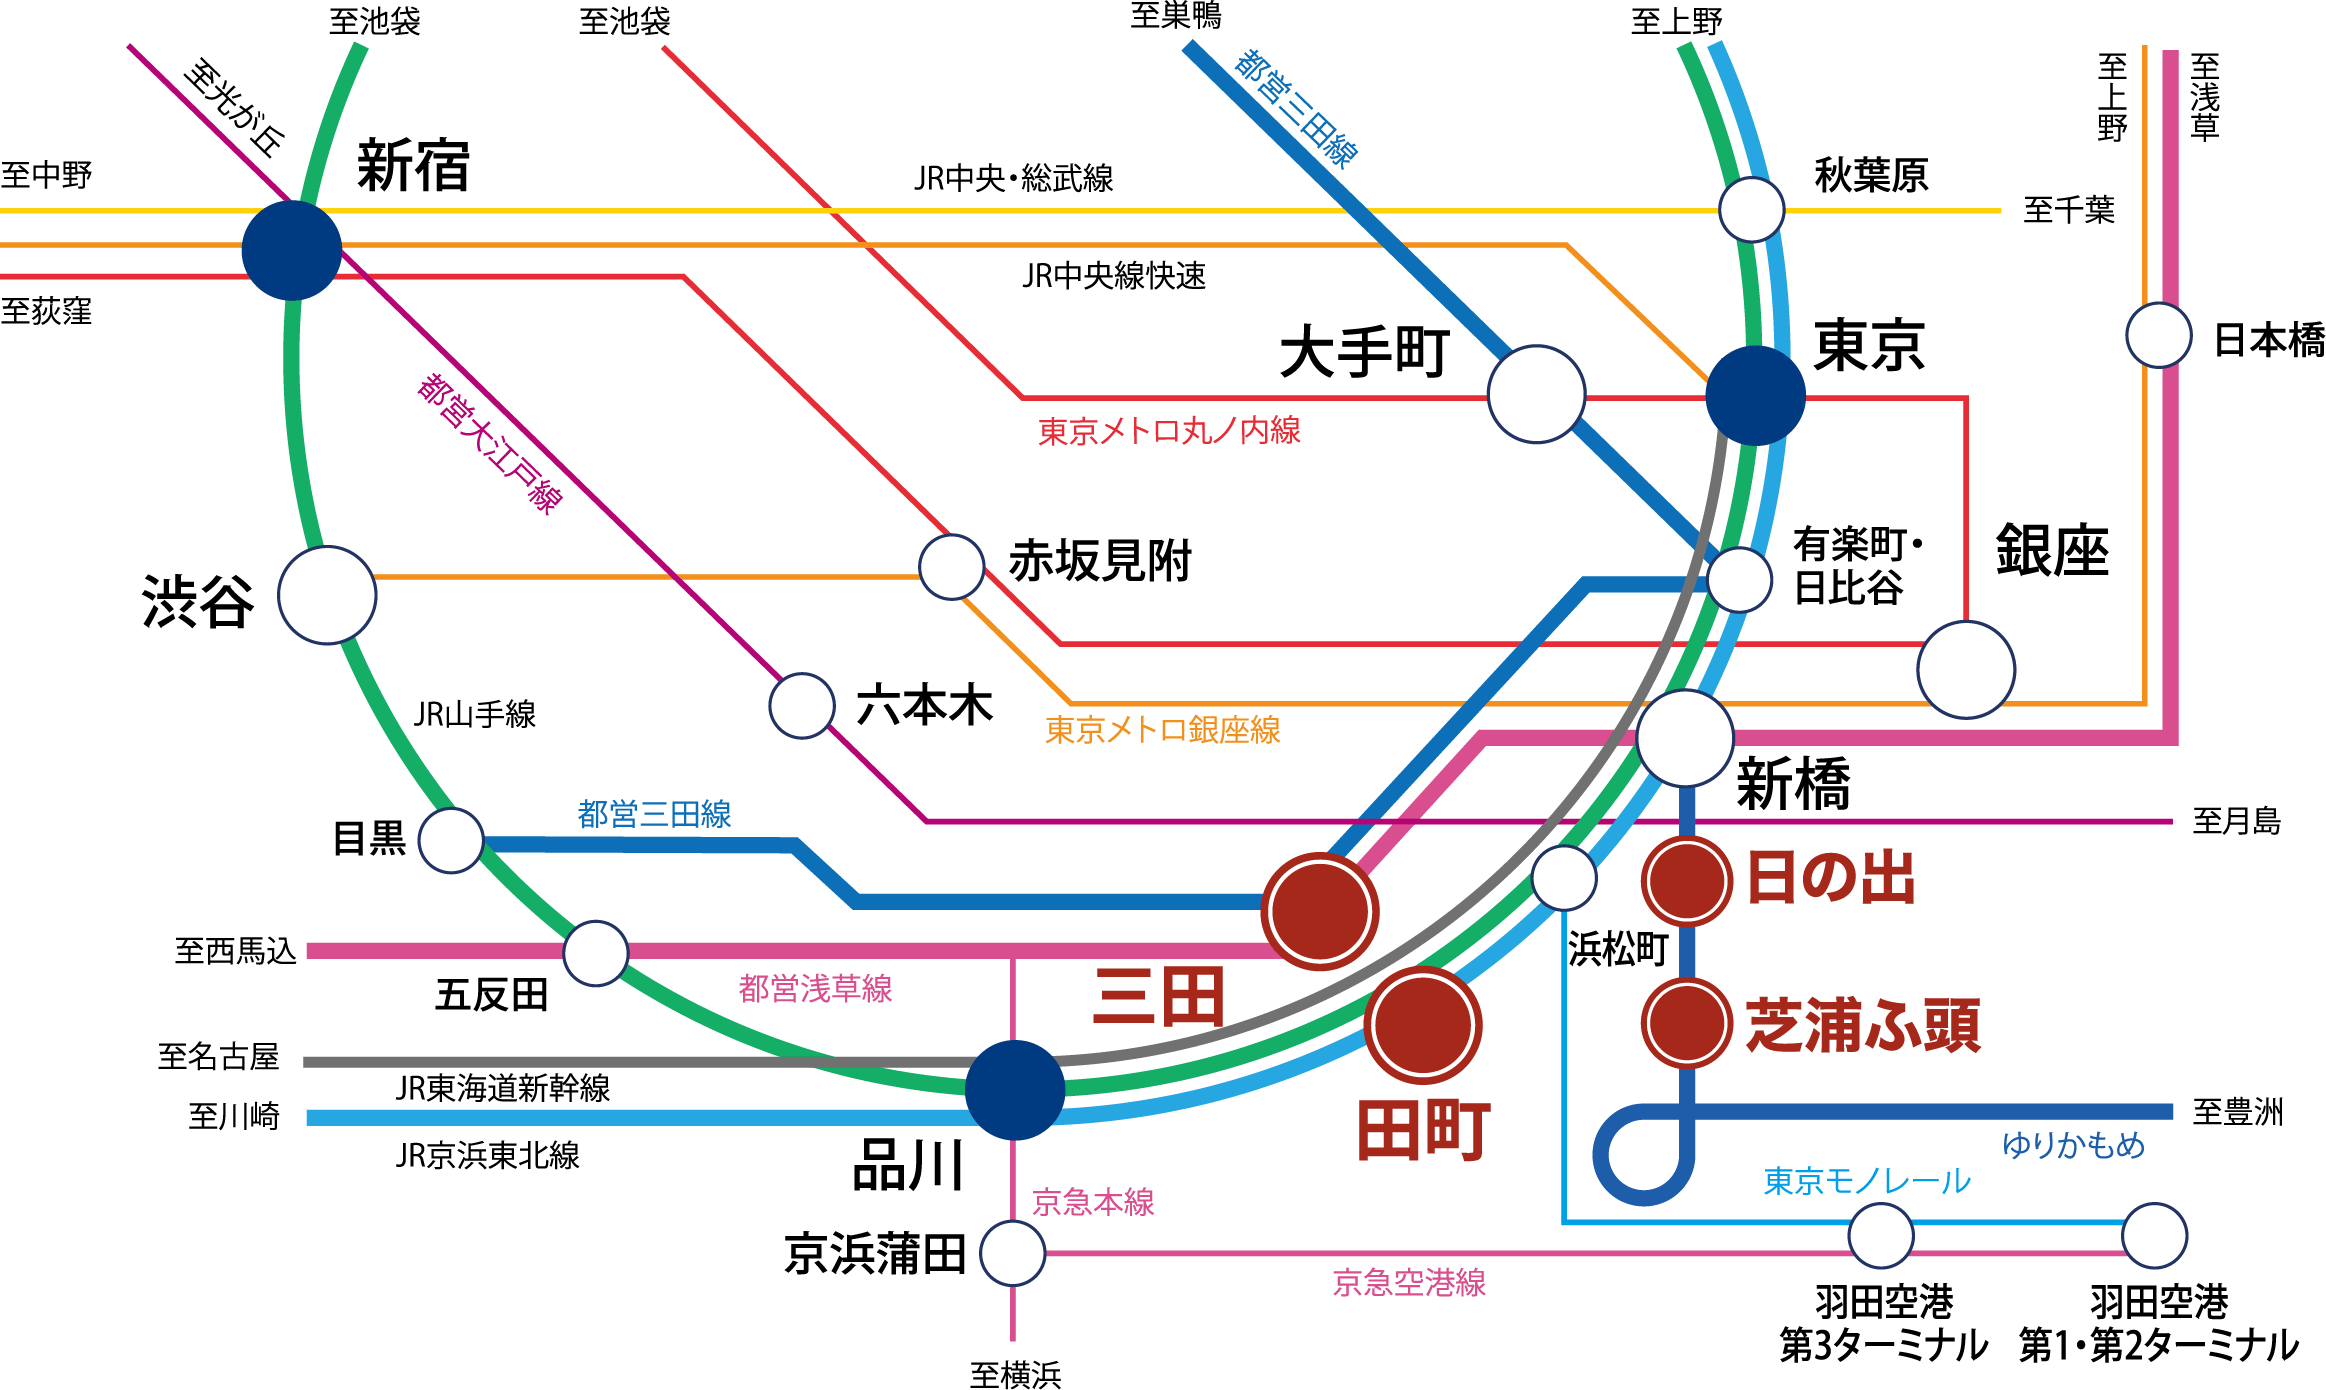 至池袋
至池袋
至巣鴨
至上野
至光が丘
都営三田線
至上野
至浅草
新宿
至中野
JR中央・総武線
秋葉原
至千葉
JR中央線快速
至荻窪
大手町
東京
日本橋
都営大江戸線
東京メトロ丸ノ内線
赤坂見附
有楽町・
日比谷
銀座
渋谷
六本木
JR山手線
東京メトロ銀座線
新橋
都営三田線
至月島
目黒
日の出
至西馬込
五反田
都営浅草線
三田
浜松町
芝浦ふ頭
至名古屋
JR東海道新幹線
至川崎
JR京浜東北線
田町
至豊洲
ゆりかもめ
品川
東京モノレール
京急本線
京浜蒲田
京急空港線
羽田空港
第3ターミナル
羽田空港
第1・第2ターミナル
至横浜